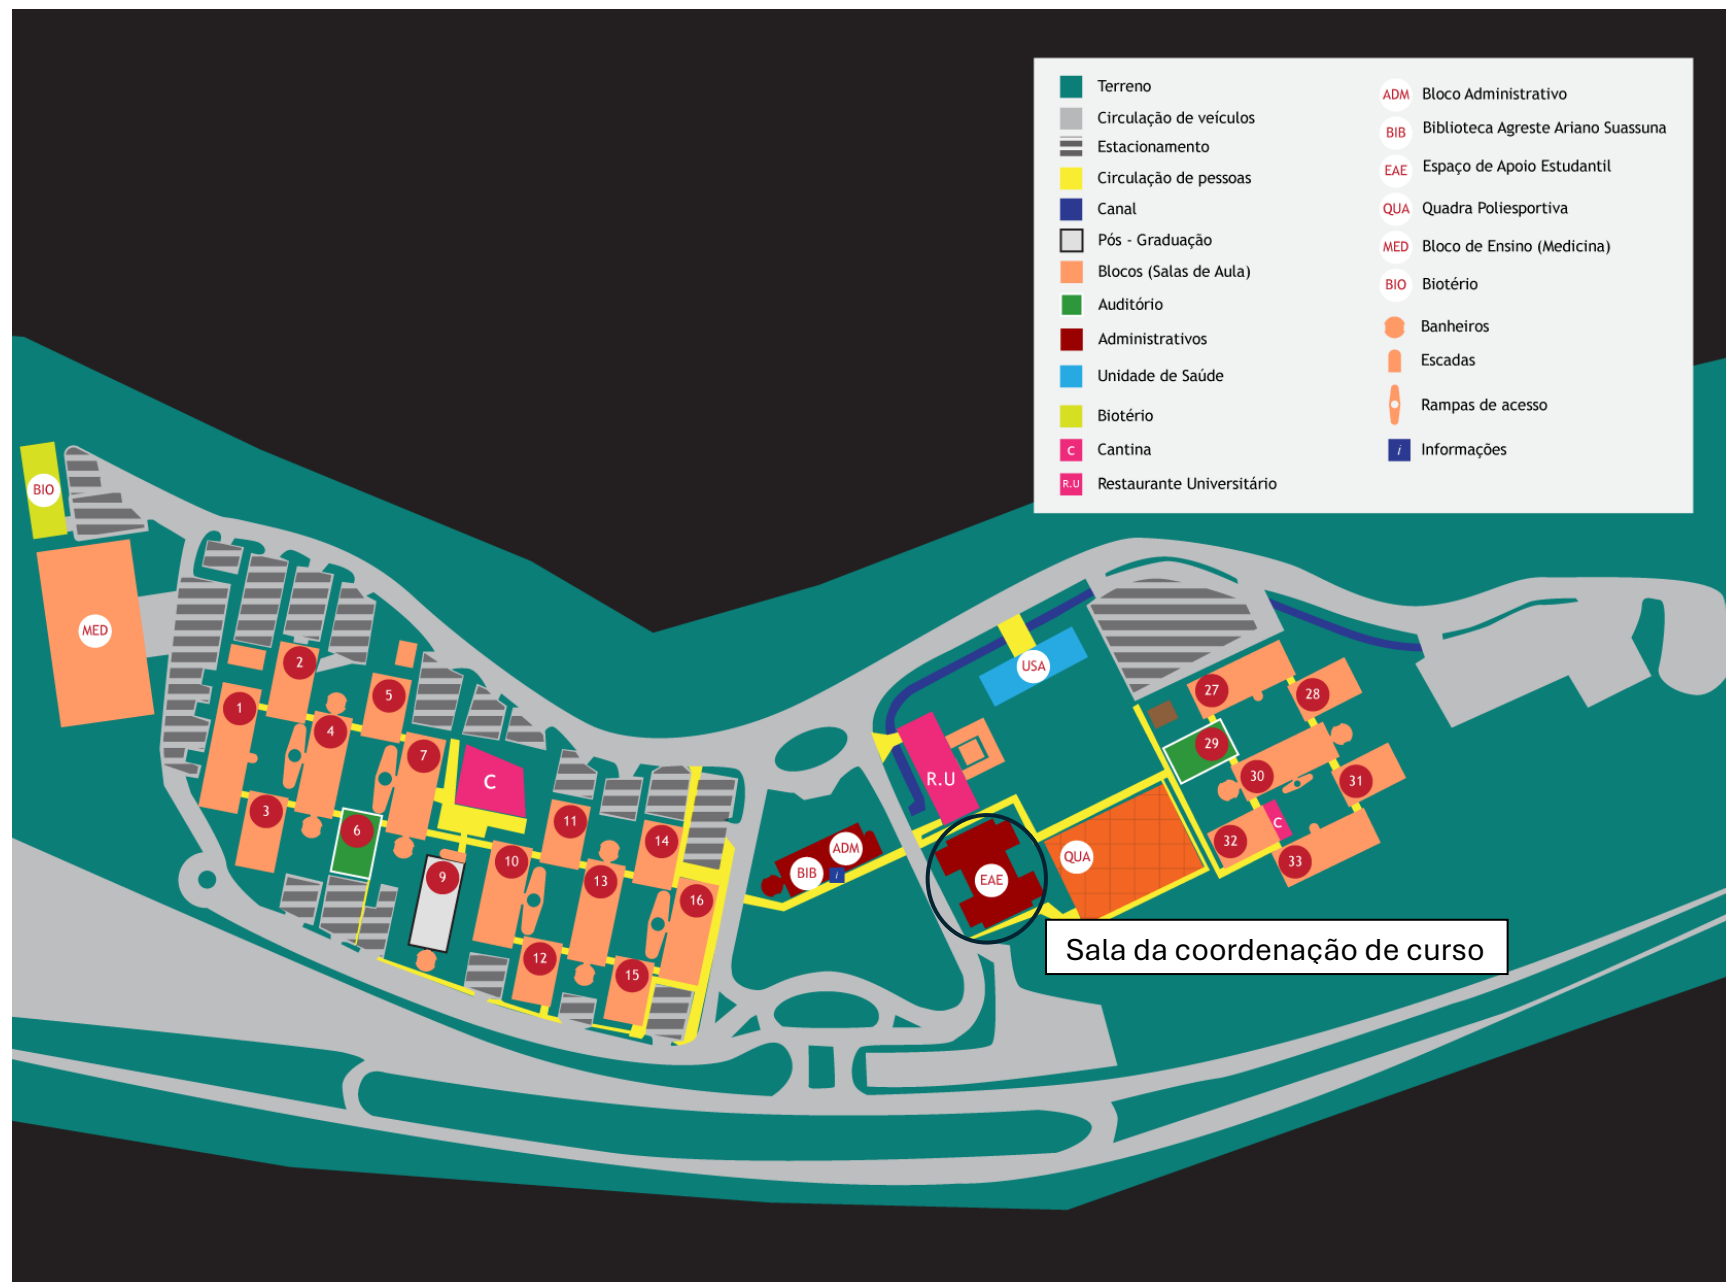 Terreno
Circulação de veículos
Estacionamento
Circulação de pessoas
Canal
Pós - Graduação
Blocos (Salas de Aula)
Auditório
Administrativos
Unidade de Saúde
Biotério
C Cantina
R.U Restaurante Universitário
ADM Bloco Administrativo
BIB Biblioteca Agreste Ariano Suassuna
EAE Espaço de Apoio Estudantil
QUA Quadra Poliesportiva
MED Bloco de Ensino (Medicina)
BIO Biotério
Banheiros
Escadas
Rampas de acesso
i Informações
BIO
MED
1
2
3
4
5
6
7
C
9
10
11
12
13
14
15
16
BIB
ADM
i
R.U
USA
EAE
QUA
27
28
29
30
31
32
C
33
Sala da coordenação de curso